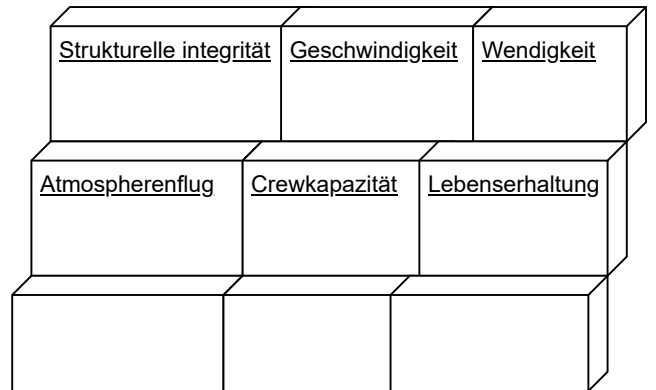 Strukturelle integrität Geschwindigkeit Wendigkeit
Atmospherenflug Crewkapazität Lebenserhaltung